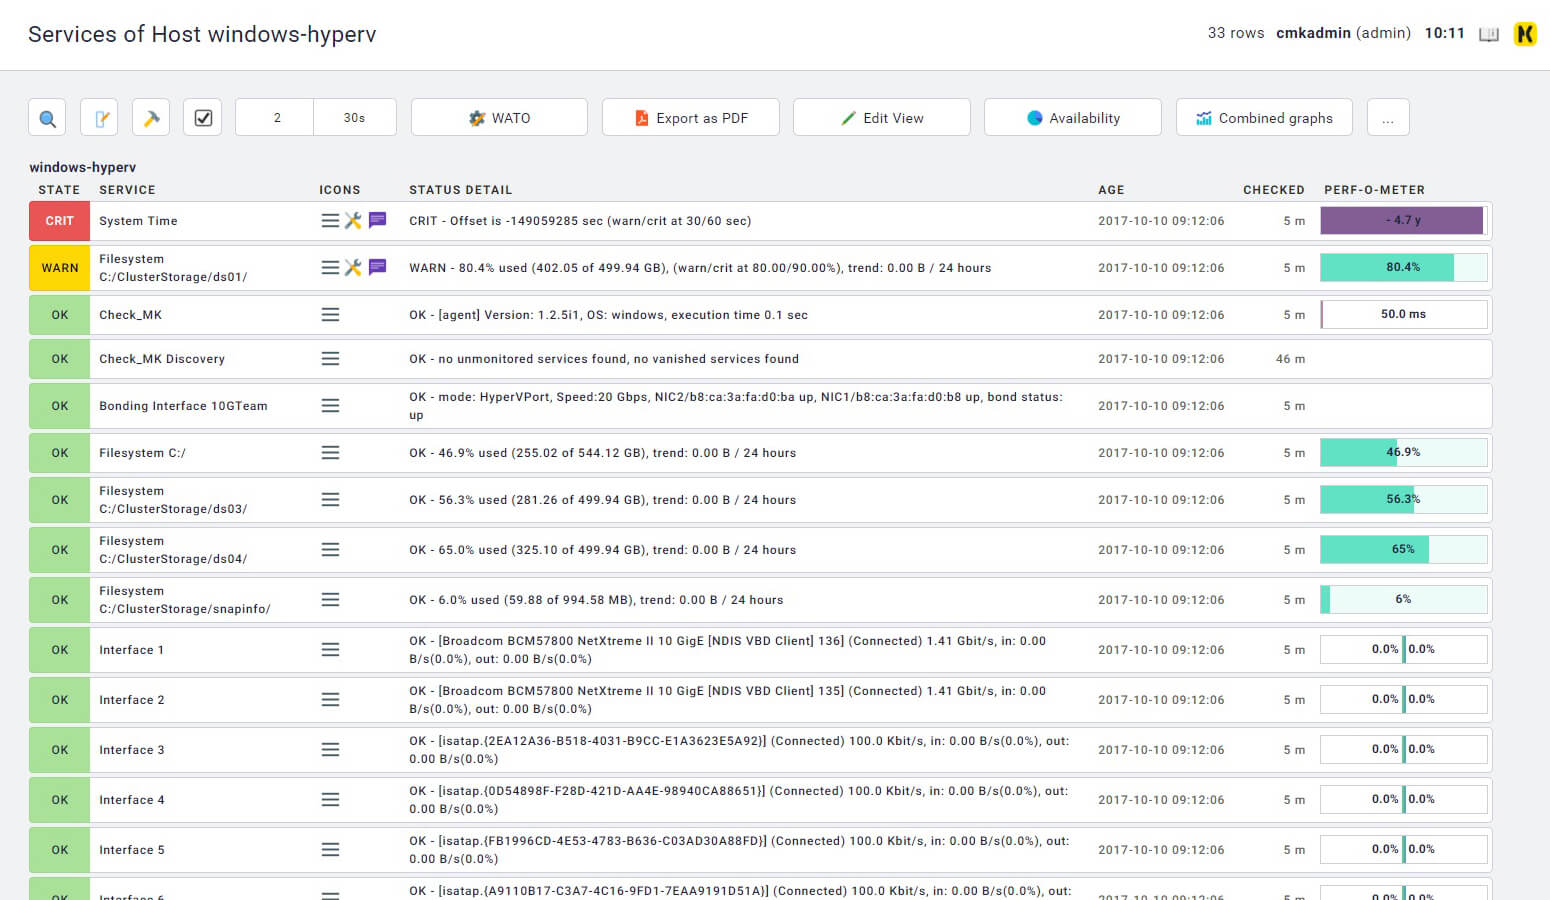 Services of Host windows-hyperv
33 rows cmkadmin (admin) 10:11
2 30s WATO Export as PDF Edit View Availability Combined graphs ...
windows-hyperv
STATE SERVICE ICONS STATUS DETAIL AGE CHECKED PERF-O-METER
CRIT System Time CRIT - Offset is -149059285 sec (warn/crit at 30/60 sec) 2017-10-10 09:12:06 5 m - 4.7 y
WARN Filesystem
C:/ClusterStorage/ds01/ WARN - 80.4% used (402.05 of 499.94 GB), (warn/crit at 80.00/90.00%), trend: 0.00 B / 24 hours 2017-10-10 09:12:06 5 m 80.4%
OK Check_MK OK - [agent] Version: 1.2.5i1, OS: windows, execution time 0.1 sec 2017-10-10 09:12:06 5 m 50.0 ms
OK Check_MK Discovery OK - no unmonitored services found, no vanished services found 2017-10-10 09:12:06 46 m
OK Bonding Interface 10GTeam OK - mode: HyperVPort, Speed:20 Gbps, NIC2/b8:ca:3a:fa:d0:ba up, NIC1/b8:ca:3a:fa:d0:b8 up, bond status:
up 2017-10-10 09:12:06 5 m
OK Filesystem C:/ OK - 46.9% used (255.02 of 544.12 GB), trend: 0.00 B / 24 hours 2017-10-10 09:12:06 5 m 46.9%
OK Filesystem
C:/ClusterStorage/ds03/ OK - 56.3% used (281.26 of 499.94 GB), trend: 0.00 B / 24 hours 2017-10-10 09:12:06 5 m 56.3%
OK Filesystem
C:/ClusterStorage/ds04/ OK - 65.0% used (325.10 of 499.94 GB), trend: 0.00 B / 24 hours 2017-10-10 09:12:06 5 m 65%
OK Filesystem
C:/ClusterStorage/snapinfo/ OK - 6.0% used (59.88 of 994.58 MB), trend: 0.00 B / 24 hours 2017-10-10 09:12:06 5 m 6%
OK Interface 1 OK - [Broadcom BCM57800 NetXtreme II 10 GigE [NDIS VBD Client] 136] (Connected) 1.41 Gbit/s, in: 0.00
B/s(0.0%), out: 0.00 B/s(0.0%) 2017-10-10 09:12:06 5 m 0.0% 0.0%
OK Interface 2 OK - [Broadcom BCM57800 NetXtreme II 10 GigE [NDIS VBD Client] 135] (Connected) 1.41 Gbit/s, in: 0.00
B/s(0.0%), out: 0.00 B/s(0.0%) 2017-10-10 09:12:06 5 m 0.0% 0.0%
OK Interface 3 OK - [isatap.{2EA12A36-B518-4031-B9CC-E1A3623E5A92}] (Connected) 100.0 Kbit/s, in: 0.00 B/s(0.0%), out:
0.00 B/s(0.0%) 2017-10-10 09:12:06 5 m 0.0% 0.0%
OK Interface 4 OK - [isatap.{0D54898F-F28D-421D-AA4E-98940CA88651}] (Connected) 100.0 Kbit/s, in: 0.00 B/s(0.0%), out:
0.00 B/s(0.0%) 2017-10-10 09:12:06 5 m 0.0% 0.0%
OK Interface 5 OK - [isatap.{FB1996CD-4E53-4783-B636-C03AD30A88FD}] (Connected) 100.0 Kbit/s, in: 0.00 B/s(0.0%), out:
0.00 B/s(0.0%) 2017-10-10 09:12:06 5 m 0.0% 0.0%
OK Interface 6 OK - [isatap.{A9110B17-C3A7-4C16-9FD1-7EAA9191D51A}] (Connected) 100.0 Kbit/s, in: 0.00 B/s(0.0%), out:
2017-10-10 09:12:06 5 m 0.0% 0.0%